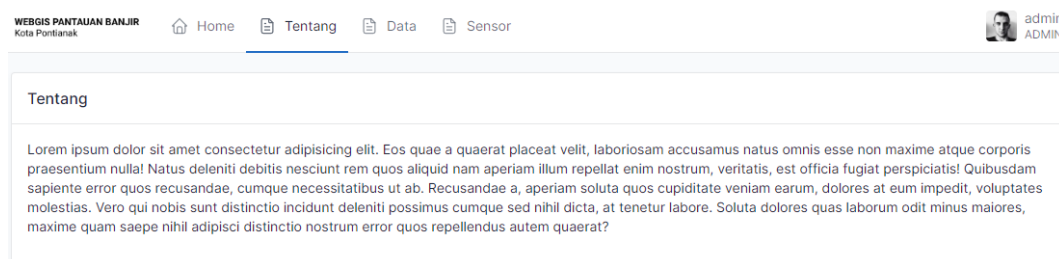 WEBGIS PANTAUAN BANJIR
Kota Pontianak
Home Tentang Data Sensor
admin
ADMIN
Tentang
Lorem ipsum dolor sit amet consectetur adipisicing elit. Eos quae a quaerat placeat velit, laboriosam accusamus natus omnis esse non maxime atque corporis
praesentium nulla! Natus deleniti debitis nesciunt rem quos aliquid nam aperiam illum repellat enim nostrum, veritatis, est officia fugiat perspiciatis! Quibusdam
sapiente error quos recusandae, cumque necessitatibus ut ab. Recusandae a, aperiam soluta quos cupiditate veniam earum, dolores at eum impedit, voluptates
molestias. Vero qui nobis sunt distinctio incidunt deleniti possimus cumque sed nihil dicta, at tenetur labore. Soluta dolores quas laborum odit minus maiores,
maxime quam saepe nihil adipisci distinctio nostrum error quos repellendus autem quaerat?